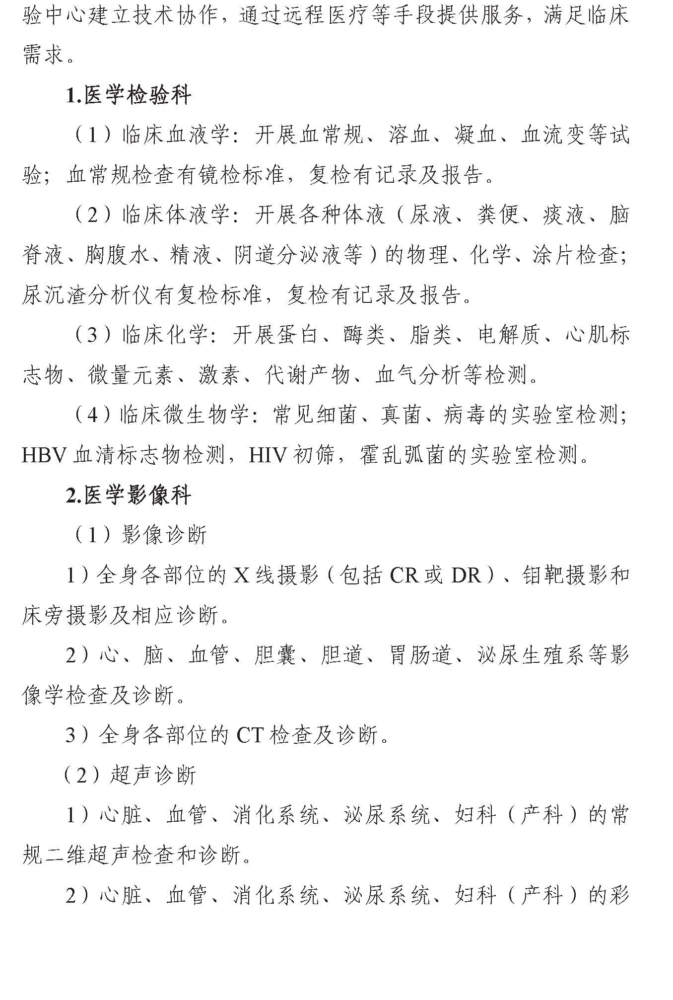 验中心建立技术协作，通过远程医疗等手段提供服务，满足临床
需求。
1.医学检验科
（1）临床血液学：开展血常规、溶血、凝血、血流变等试
验；血常规检查有镜检标准，复检有记录及报告。
（2）临床体液学：开展各种体液（尿液、粪便、痰液、脑
脊液、胸腹水、精液、阴道分泌液等）的物理、化学、涂片检查；
尿沉渣分析仪有复检标准，复检有记录及报告。
（3）临床化学：开展蛋白、酶类、脂类、电解质、心肌标
志物、微量元素、激素、代谢产物、血气分析等检测。
（4）临床微生物学：常见细菌、真菌、病毒的实验室检测；
HBV 血清标志物检测，HIV 初筛，霍乱弧菌的实验室检测。
2.医学影像科
（1）影像诊断
1）全身各部位的 X 线摄影（包括 CR 或 DR）、钼靶摄影和
床旁摄影及相应诊断。
2）心、脑、血管、胆囊、胆道、胃肠道、泌尿生殖系等影
像学检查及诊断。
3）全身各部位的 CT 检查及诊断。
（2）超声诊断
1）心脏、血管、消化系统、泌尿系统、妇科（产科）的常
规二维超声检查和诊断。
2）心脏、血管、消化系统、泌尿系统、妇科（产科）的彩